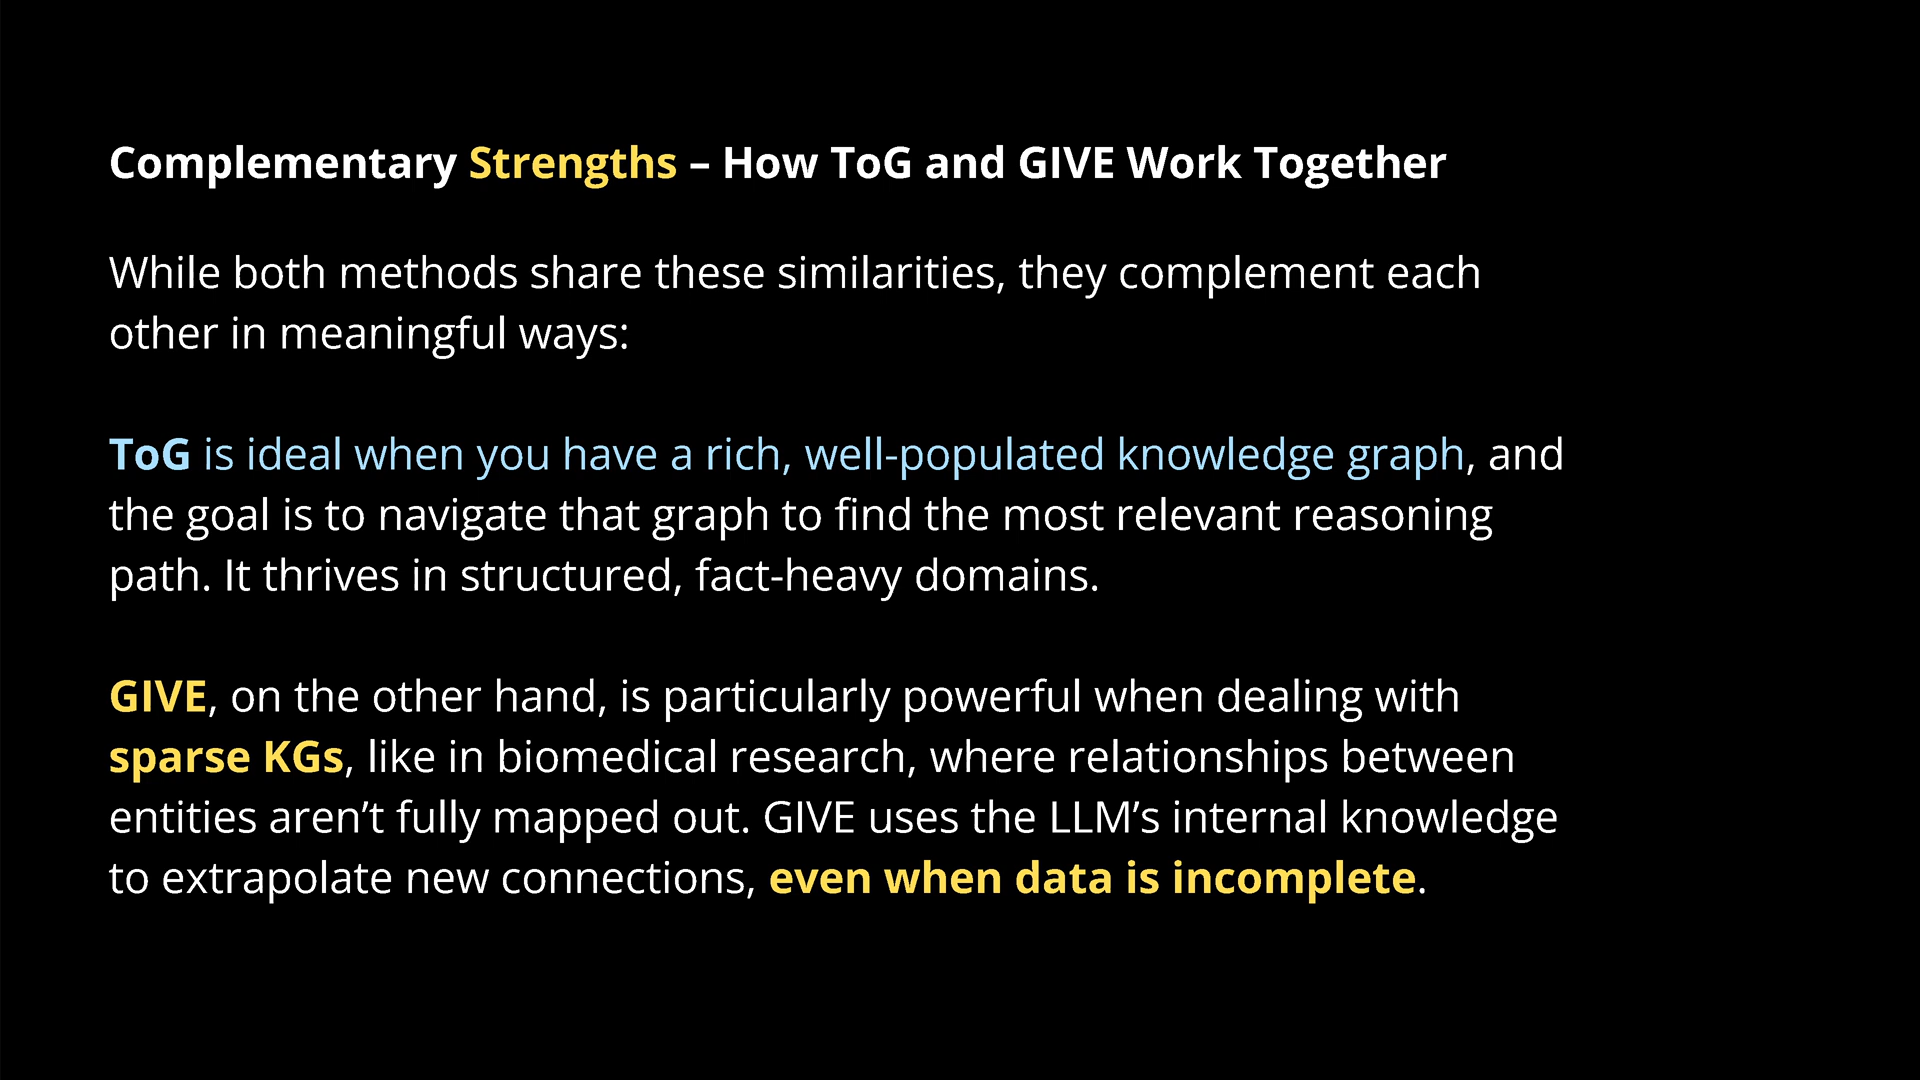 Complementary Strengths – How ToG and GIVE Work Together
While both methods share these similarities, they complement each
other in meaningful ways:
ToG is ideal when you have a rich, well-populated knowledge graph, and
the goal is to navigate that graph to find the most relevant reasoning
path. It thrives in structured, fact-heavy domains.
GIVE, on the other hand, is particularly powerful when dealing with
sparse KGs, like in biomedical research, where relationships between
entities aren’t fully mapped out. GIVE uses the LLM’s internal knowledge
to extrapolate new connections, even when data is incomplete.